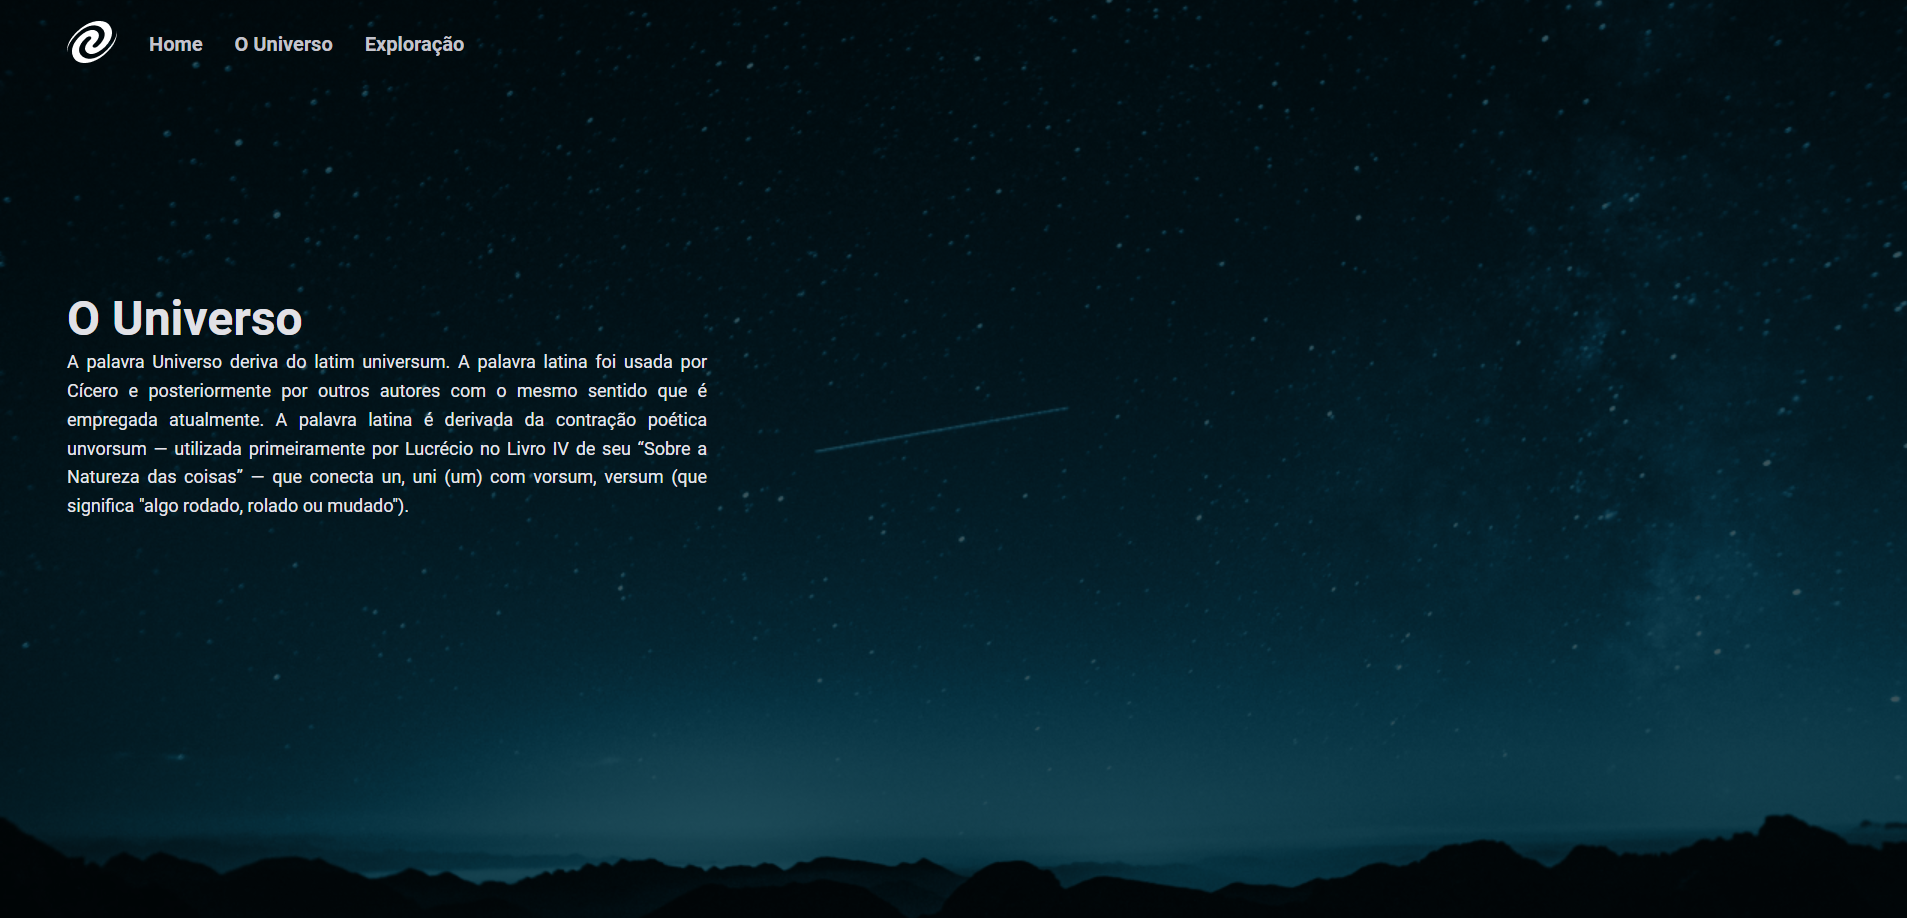 Home O Universo Exploração
O Universo
A palavra Universo deriva do latim universum. A palavra latina foi usada por
Cícero e posteriormente por outros autores com o mesmo sentido que é
empregada atualmente. A palavra latina é derivada da contração poética
unvorsum — utilizada primeiramente por Lucrécio no Livro IV de seu “Sobre a
Natureza das coisas” — que conecta un, uni (um) com vorsum, versum (que
significa "algo rodado, rolado ou mudado").